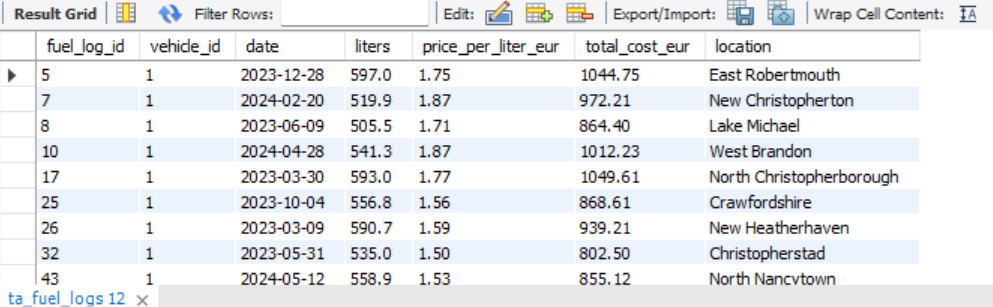 Result Grid Filter Rows: Edit: Export/Import: Wrap Cell Content: IA
fuel_log_id vehicle_id date liters price_per_liter_eur total_cost_eur location
5 1 2023-12-28 597.0 1.75 1044.75 East Robertmouth
7 1 2024-02-20 519.9 1.87 972.21 New Christopherton
8 1 2023-06-09 505.5 1.71 864.40 Lake Michael
10 1 2024-04-28 541.3 1.87 1012.23 West Brandon
17 1 2023-03-30 593.0 1.77 1049.61 North Christopherborough
25 1 2023-10-04 556.8 1.56 868.61 Crawfordshire
26 1 2023-03-09 590.7 1.59 939.21 New Heatherhaven
32 1 2023-05-31 535.0 1.50 802.50 Christopherstad
43 1 2024-05-12 558.9 1.53 855.12 North Nancytown
ta_fuel_logs 12